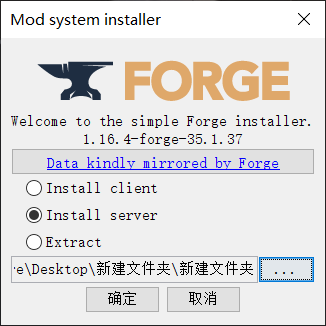 Mod system installer
FORGE
Welcome to the simple Forge installer.
1.16.4-forge-35.1.37
Data kindly mirrored by Forge
Install client
Install server
Extract
e\Desktop\新建文件夹\新建文件夹
...
确定 取消